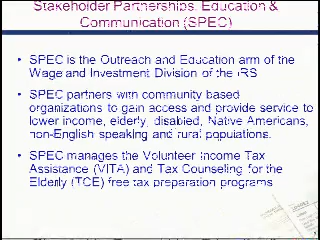 Stakeholder Partnerships, Education &
Communication (SPEC)
• SPEC is the Outreach and Education arm of the
Wage and Investment Division of the IRS
• SPEC partners with community based
organizations to gain access and provide service to
lower income, elderly, disabled, Native Americans,
non-English speaking and rural populations.
• SPEC manages the Volunteer Income Tax
Assistance (VITA) and Tax Counseling for the
Elderly (TCE) free tax preparation programs